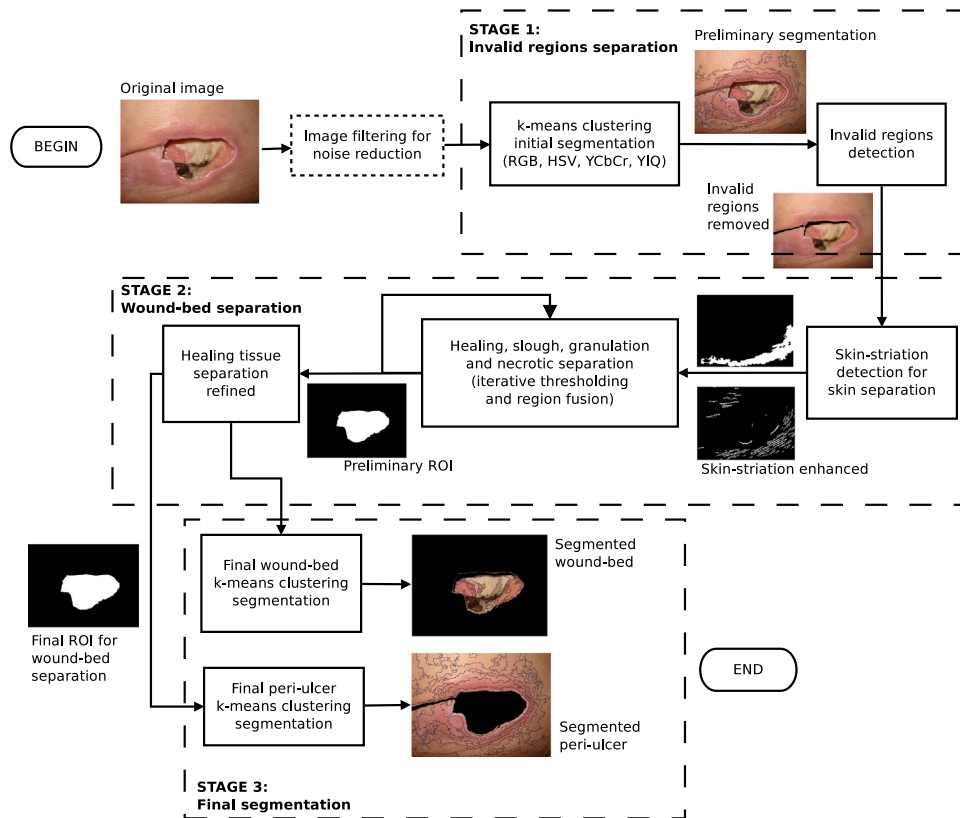 STAGE 1:
Invalid regions separation
Preliminary segmentation
Original image
BEGIN
Image filtering for
noise reduction
k-means clustering
initial segmentation
(RGB, HSV, YCbCr, YIQ)
Invalid regions
detection
Invalid
regions
removed
STAGE 2:
Wound-bed separation
Healing tissue
separation
refined
Healing, slough, granulation
and necrotic separation
(iterative thresholding
and region fusion)
Skin-striation
detection for
skin separation
Preliminary ROI
Skin-striation enhanced
Final wound-bed
k-means clustering
segmentation
Segmented
wound-bed
Final ROI for
wound-bed
separation
Final peri-ulcer
k-means clustering
segmentation
END
Segmented
peri-ulcer
STAGE 3:
Final segmentation